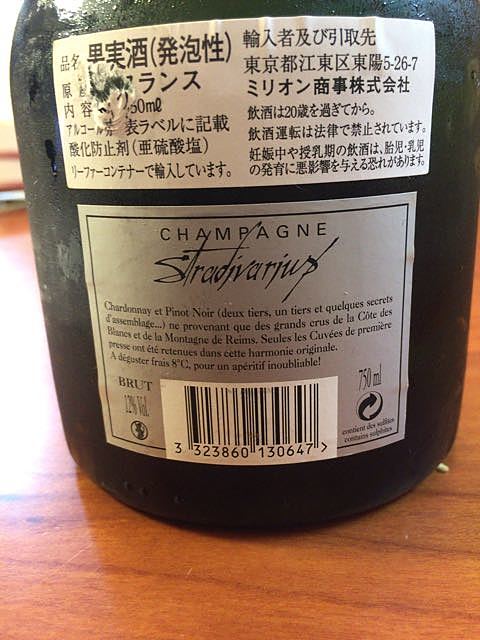 品名 果実酒(発泡性)
原 フランス
内容 50ml
アルコール分 表ラベルに記載
酸化防止剤(亜硫酸塩)
リーファーコンテナーで輸入しています。
輸入者及び引取先
東京都江東区東陽5-26-7
ミリオン商事株式会社
飲酒は20歳を過ぎてから。
飲酒運転は法律で禁止されています。
妊娠中や授乳期の飲酒は、胎児・乳児
の発育に悪影響を与える恐れがあります。
CHAMPAGNE
Stradivarius
Chardonnay et Pinot Noir (deux tiers, un tiers et quelques secrets
d'assemblage...) ne provenant que des grands crus de la Côte des
Blancs et de la Montagne de Reims. Seules les Cuvées de première
presse ont été retenues dans cette harmonie originale.
A déguster frais 8°C, pour un apéritif inoubliable!
BRUT
12% Vol.
750 ml
contient des sulfites
contains sulphites
3 323860 130647 >